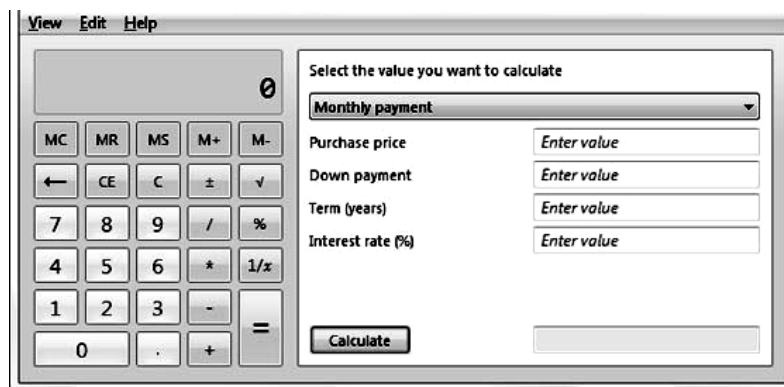 View Edit Help
0
MC MR MS M+ M-
← CE C ± √
7 8 9 / %
4 5 6 * 1/x
1 2 3 - =
0 . +
Select the value you want to calculate
Monthly payment
Purchase price Enter value
Down payment Enter value
Term (years) Enter value
Interest rate (%) Enter value
Calculate